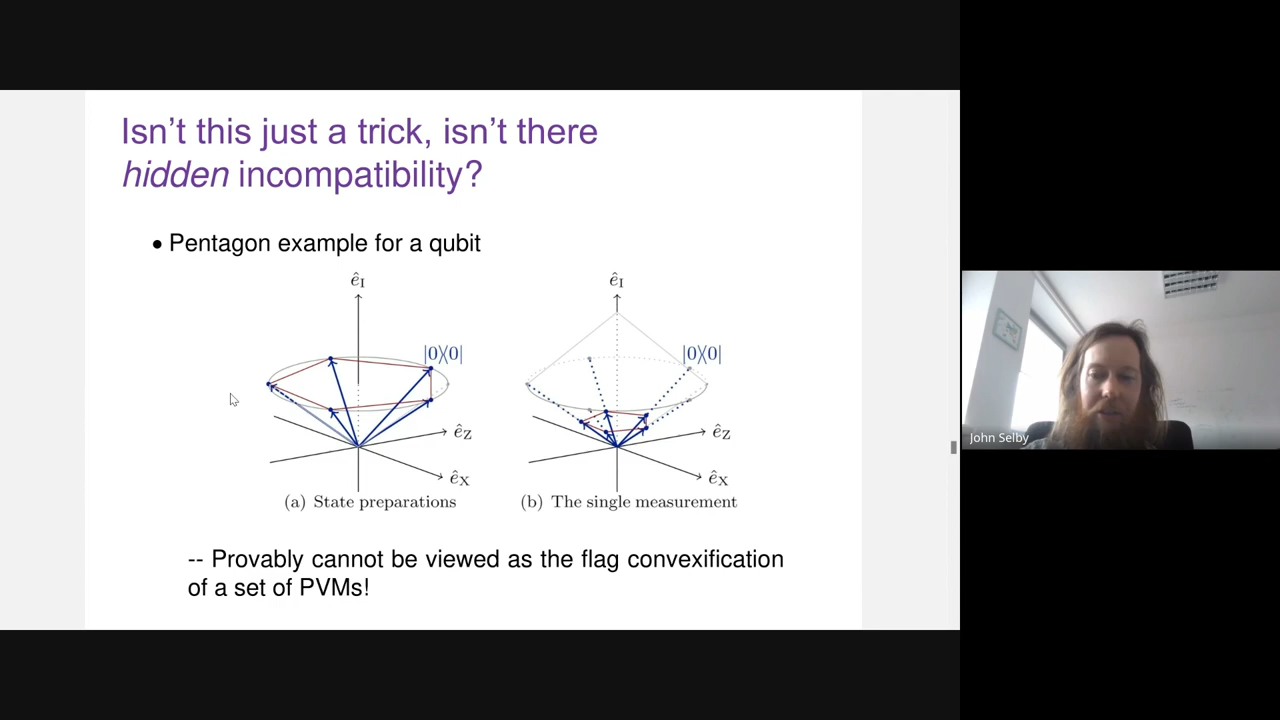 Isn't this just a trick, isn't there
hidden incompatibility?
• Pentagon example for a qubit
ê_I
|0⟩⟨0|
ê_Z
ê_X
(a) State preparations
ê_I
|0⟩⟨0|
ê_Z
ê_X
(b) The single measurement
-- Provably cannot be viewed as the flag convexification
of a set of PVMs!
John Selby